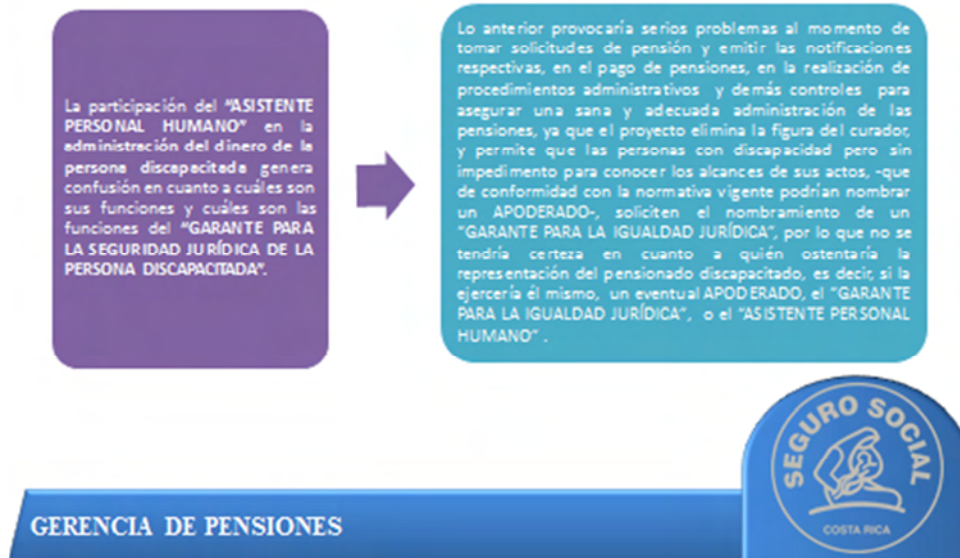 La participación del "ASISTENTE
PERSONAL HUMANO" en la
administración del dinero de la
persona discapacitada genera
confusión en cuanto a cuáles son
sus funciones y cuáles son las
funciones del "GARANTE PARA
LA SEGURIDAD JURÍDICA DE LA
PERSONA DISCAPACITADA".
Lo anterior provocaría serios problemas al momento de
tomar solicitudes de pensión y emitir las notificaciones
respectivas, en el pago de pensiones, en la realización de
procedimientos administrativos y demás controles para
asegurar una sana y adecuada administración de las
pensiones, ya que el proyecto elimina la figura del curador,
y permite que las personas con discapacidad pero sin
impedimento para conocer los alcances de sus actos, -que
de conformidad con la normativa vigente podrían nombrar
un APODERADO-, soliciten el nombramiento de un
"GARANTE PARA LA IGUALDAD JURÍDICA", por lo que no se
tendría certeza en cuanto a quién ostentaría la
representación del pensionado discapacitado, es decir, si la
ejercería él mismo, un eventual APODERADO, el "GARANTE
PARA LA IGUALDAD JURÍDICA", o el "ASISTENTE PERSONAL
HUMANO" .
SEGURO SOCIAL
COSTA RICA
GERENCIA DE PENSIONES